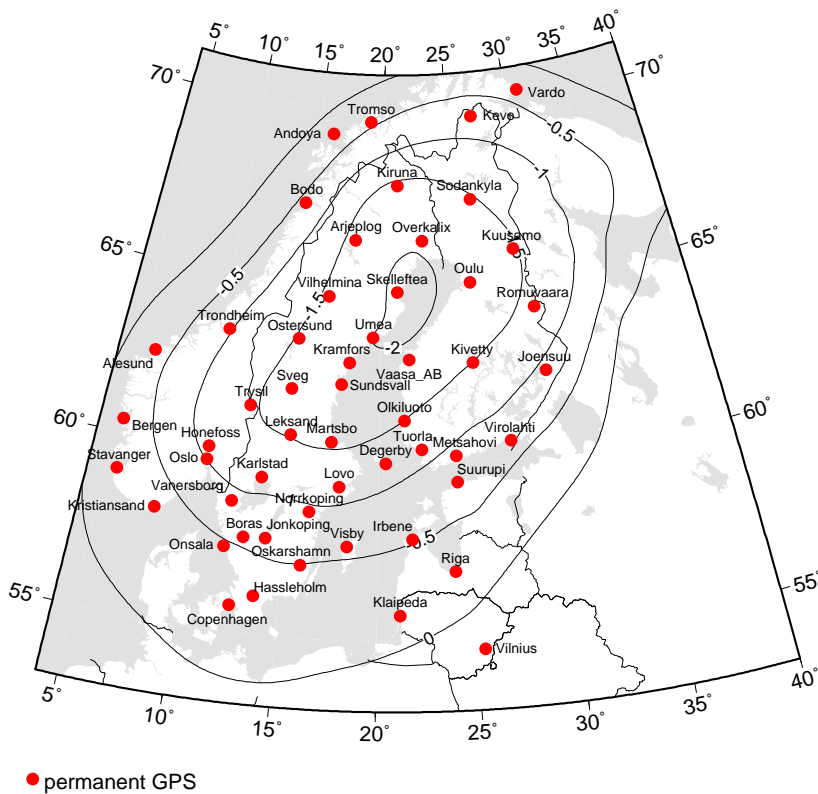 5° 10° 15° 20° 25° 30° 35° 40°
70° 70°
Vardo
Tromso Kevo
Andoya -0.5
-1
Kiruna
Sodankyla
Bodo
Arjeplog Overkalix Kuusamo
65° 65°
-0.5 Skelleftea Oulu
Vilhelmina Romuvaara
-1.5
Trondheim
Ostersund Umea
-2
Alesund Kramfors Kivetty
Vaasa_AB Joensuu
Sveg Sundsvall
Trysil
60° 60°
Bergen Leksand Martsbo Olkiluoto
Honefoss Tuorla Virolahti
Stavanger Oslo Degerby Metsahovi
Karlstad Suurupi
Vanersborg Lovo
Kristiansand -1 Norrkoping
Boras Jonkoping Irbene
Onsala Oskarshamn Visby -0.5
Riga
55° 55°
Hassleholm
Copenhagen Klaipeda
0
Vilnius
5° 10° 15° 20° 25° 30° 35° 40°
permanent GPS